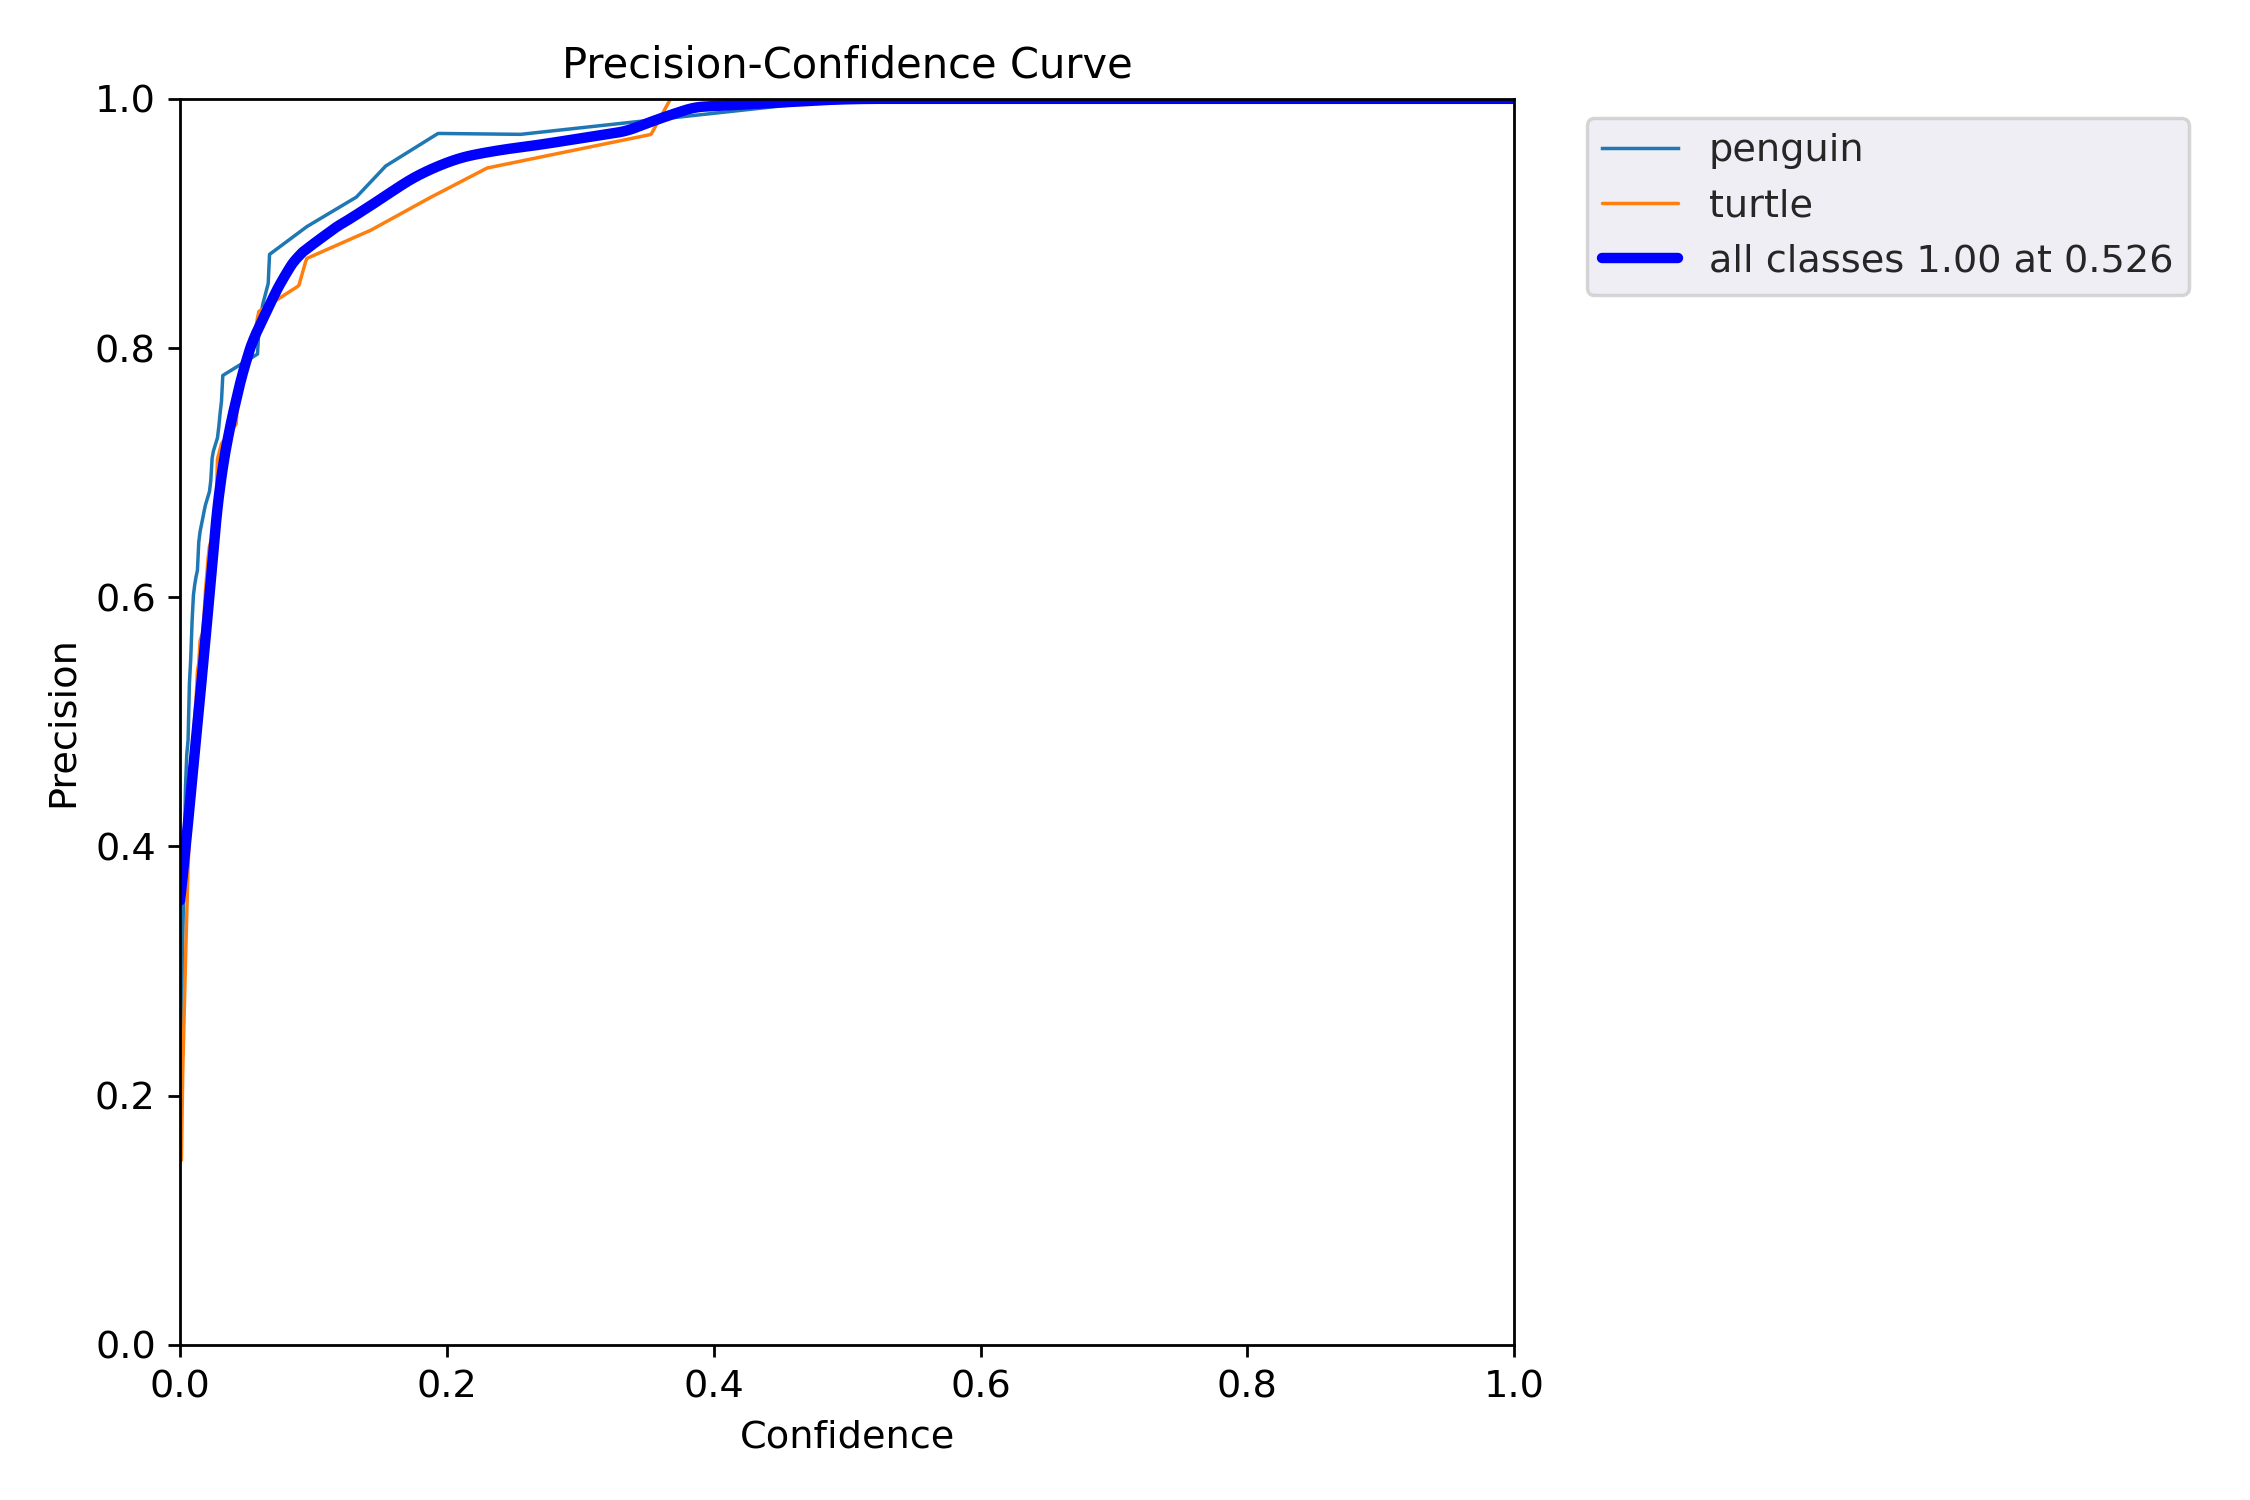 Precision-Confidence Curve
1.0
0.8
0.6
0.4
0.2
0.0
Precision
0.0 0.2 0.4 0.6 0.8 1.0
Confidence
penguin
turtle
all classes 1.00 at 0.526